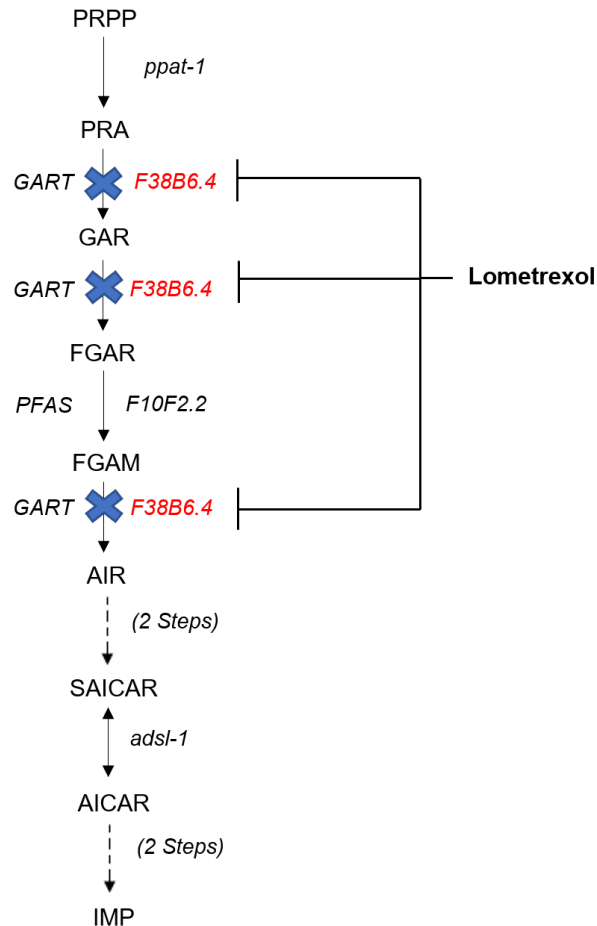 PRPP
ppat-1
PRA
GART F38B6.4
GAR
GART F38B6.4
Lometrexol
FGAR
PFAS F10F2.2
FGAM
GART F38B6.4
AIR
(2 Steps)
SAICAR
adsl-1
AICAR
(2 Steps)
IMP